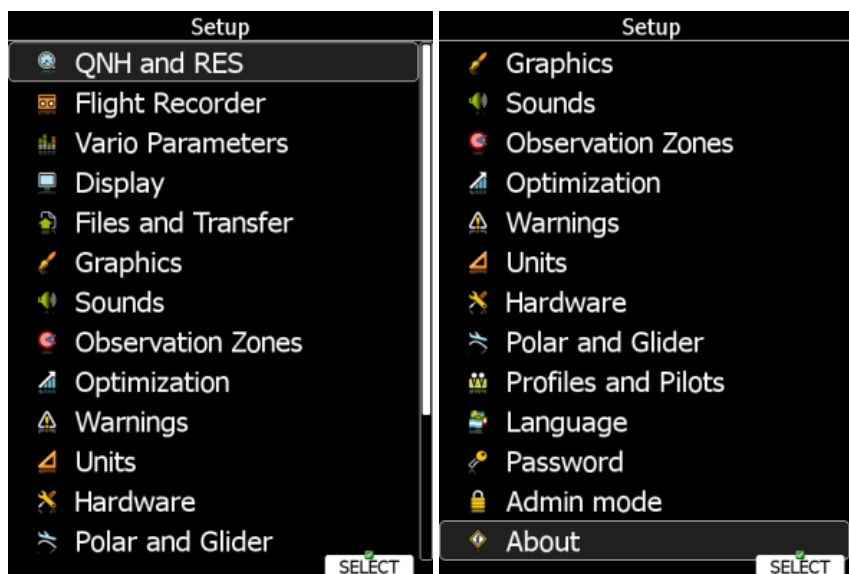 Setup
QNH and RES
Flight Recorder
Vario Parameters
Display
Files and Transfer
Graphics
Sounds
Observation Zones
Optimization
Warnings
Units
Hardware
Polar and Glider
SELECT
Setup
Graphics
Sounds
Observation Zones
Optimization
Warnings
Units
Hardware
Polar and Glider
Profiles and Pilots
Language
Password
Admin mode
About
SELECT